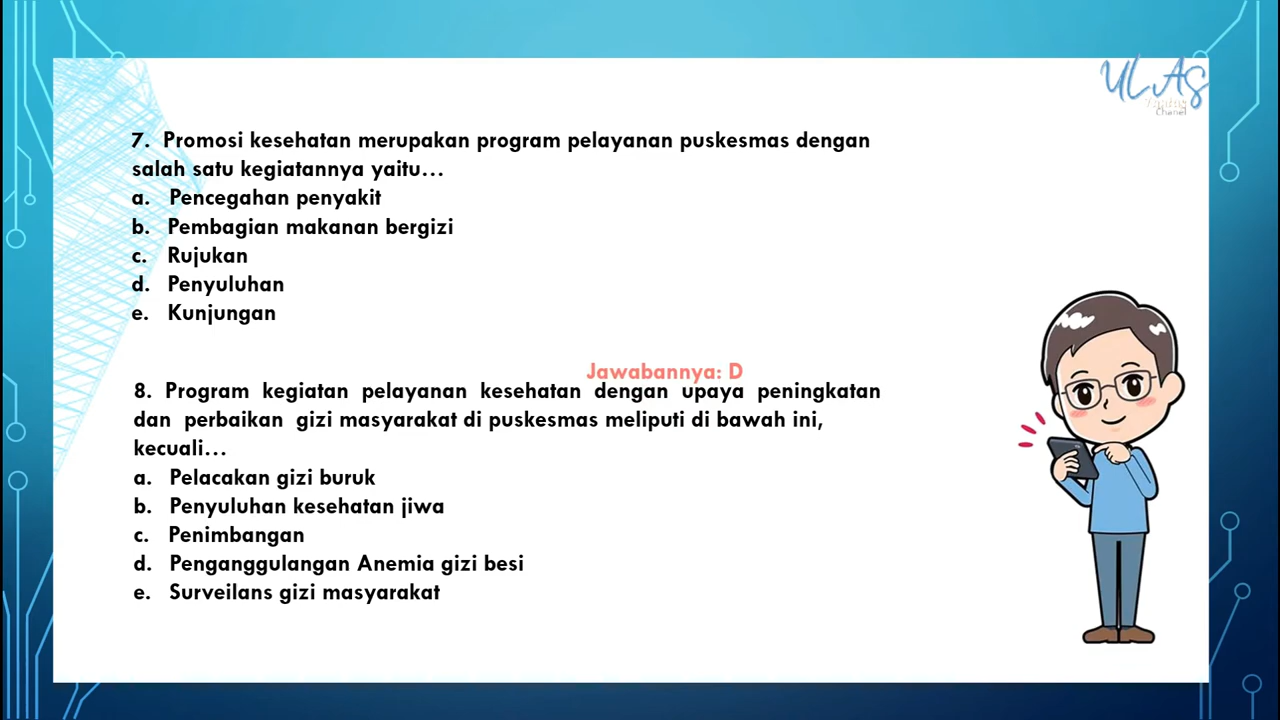 ULAS
Chanel
7. Promosi kesehatan merupakan program pelayanan puskesmas dengan
salah satu kegiatannya yaitu...
a. Pencegahan penyakit
b. Pembagian makanan bergizi
c. Rujukan
d. Penyuluhan
e. Kunjungan
Jawabannya: D
8. Program kegiatan pelayanan kesehatan dengan upaya peningkatan
dan perbaikan gizi masyarakat di puskesmas meliputi di bawah ini,
kecuali...
a. Pelacakan gizi buruk
b. Penyuluhan kesehatan jiwa
c. Penimbangan
d. Penganggulangan Anemia gizi besi
e. Surveilans gizi masyarakat